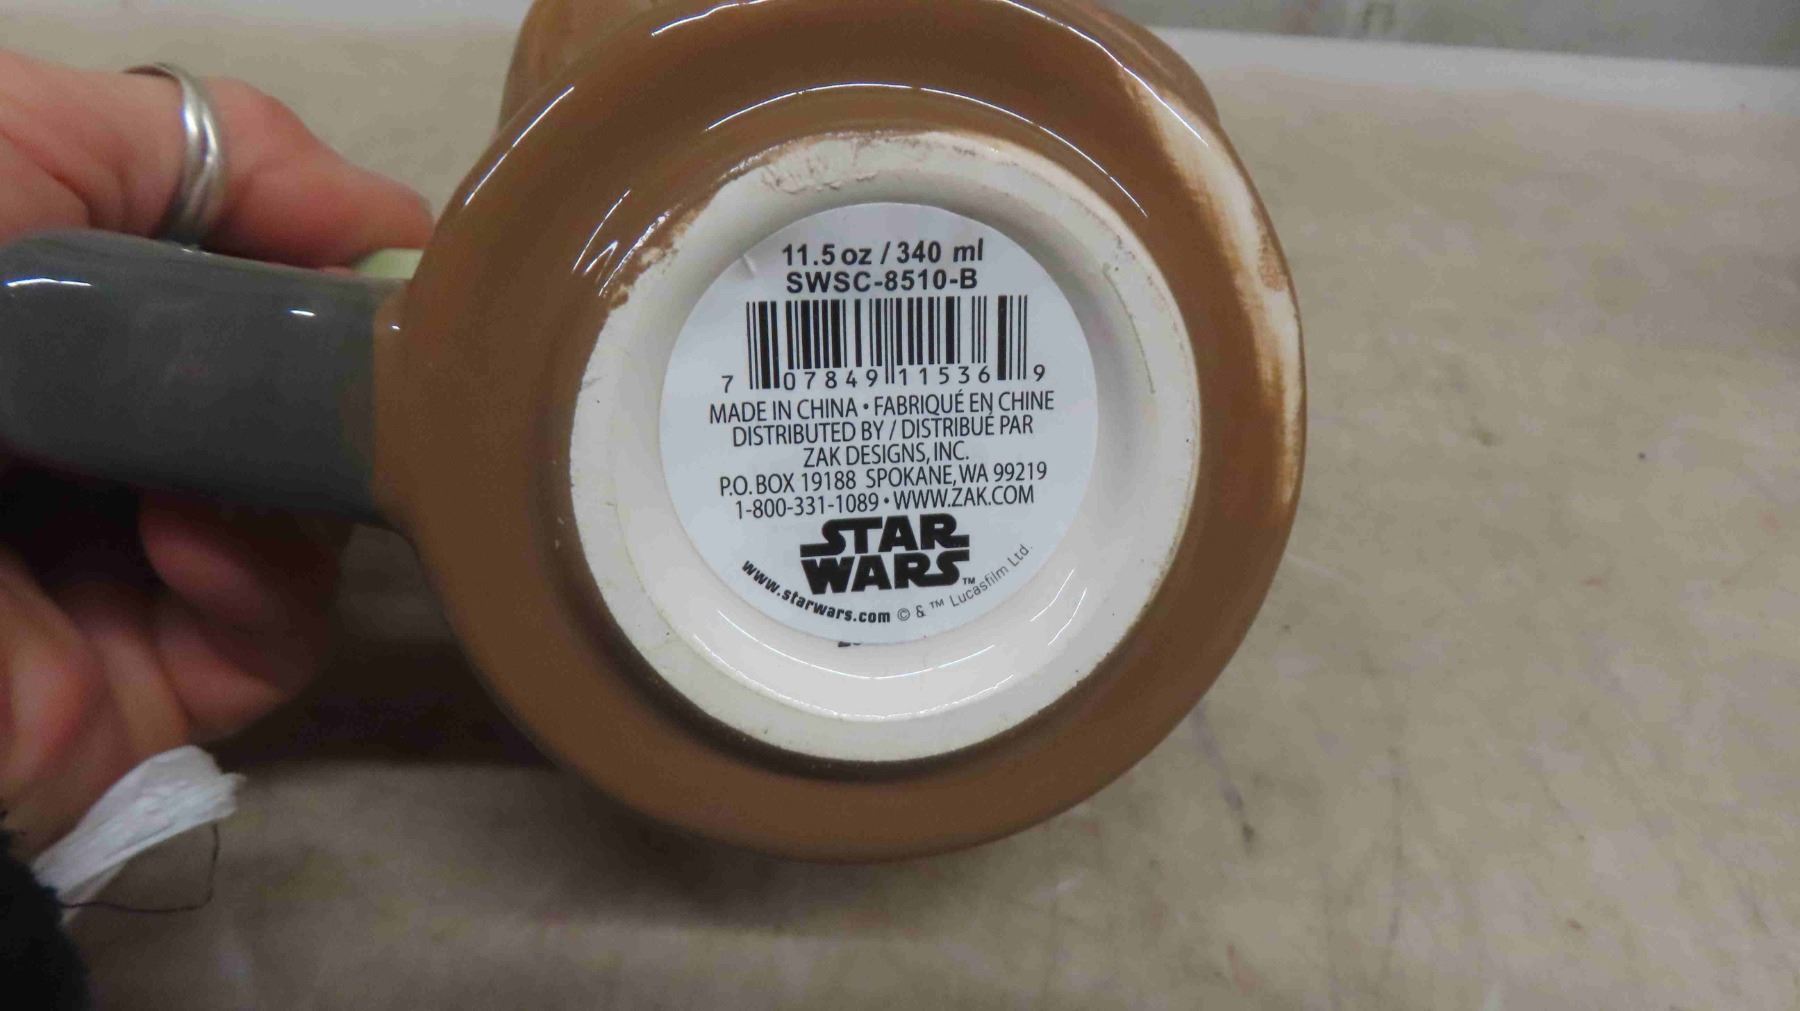 11.5 oz / 340 ml
SWSC-8510-B
7 07849 11536 9
MADE IN CHINA • FABRIQUÉ EN CHINE
DISTRIBUTED BY / DISTRIBUÉ PAR
ZAK DESIGNS, INC.
P.O. BOX 19188 SPOKANE, WA 99219
1-800-331-1089 • WWW.ZAK.COM
STAR
WARS™
www.starwars.com © & ™ Lucasfilm Ltd.